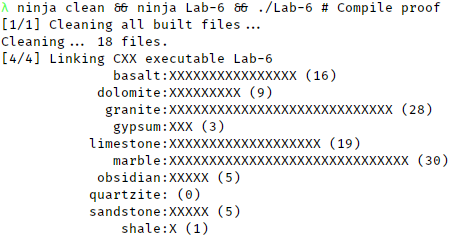 λ ninja clean && ninja Lab-6 && ./Lab-6 # Compile proof
[1/1] Cleaning all built files...
Cleaning... 18 files.
[4/4] Linking CXX executable Lab-6
basalt:XXXXXXXXXXXXXXXX (16)
dolomite:XXXXXXXXX (9)
granite:XXXXXXXXXXXXXXXXXXXXXXXXXXXX (28)
gypsum:XXX (3)
limestone:XXXXXXXXXXXXXXXXXXX (19)
marble:XXXXXXXXXXXXXXXXXXXXXXXXXXXXXX (30)
obsidian:XXXXX (5)
quartzite: (0)
sandstone:XXXXX (5)
shale:X (1)